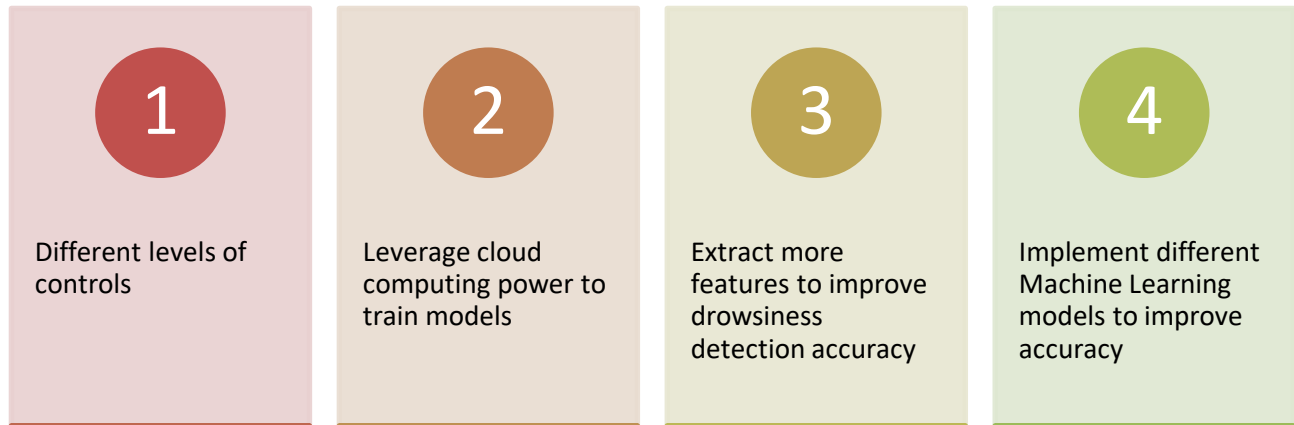 1
Different levels of
controls
2
Leverage cloud
computing power to
train models
3
Extract more
features to improve
drowsiness
detection accuracy
4
Implement different
Machine Learning
models to improve
accuracy